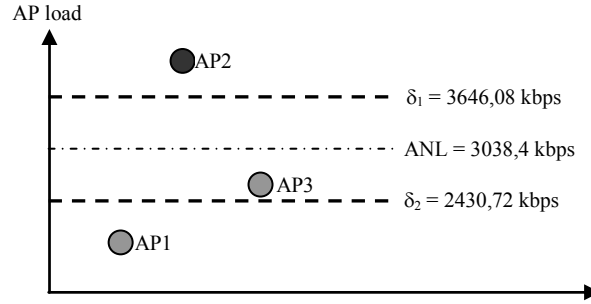 AP load
AP2
δ1 = 3646,08 kbps
ANL = 3038,4 kbps
AP3
δ2 = 2430,72 kbps
AP1